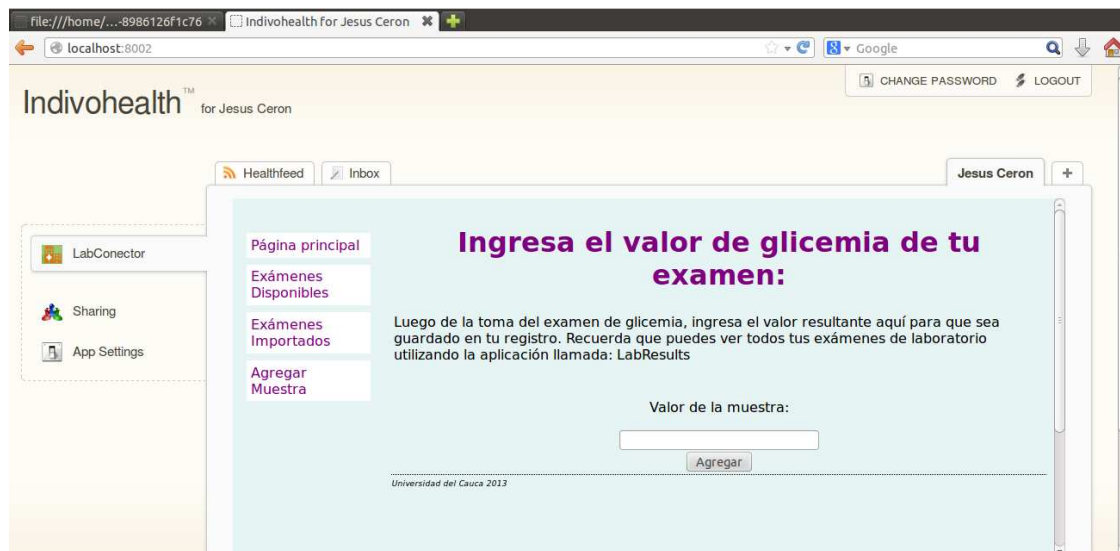 file:///home/...-8986126f1c76
Indivohealth for Jesus Ceron
localhost:8002
Google
CHANGE PASSWORD
LOGOUT
Indivohealth™ for Jesus Ceron
Healthfeed
Inbox
Jesus Ceron
+
LabConector
Sharing
App Settings
Página principal
Exámenes
Disponibles
Exámenes
Importados
Agregar
Muestra
Ingresa el valor de glicemia de tu
examen:
Luego de la toma del examen de glicemia, ingresa el valor resultante aquí para que sea
guardado en tu registro. Recuerda que puedes ver todos tus exámenes de laboratorio
utilizando la aplicación llamada: LabResults
Valor de la muestra:
Agregar
Universidad del Cauca 2013